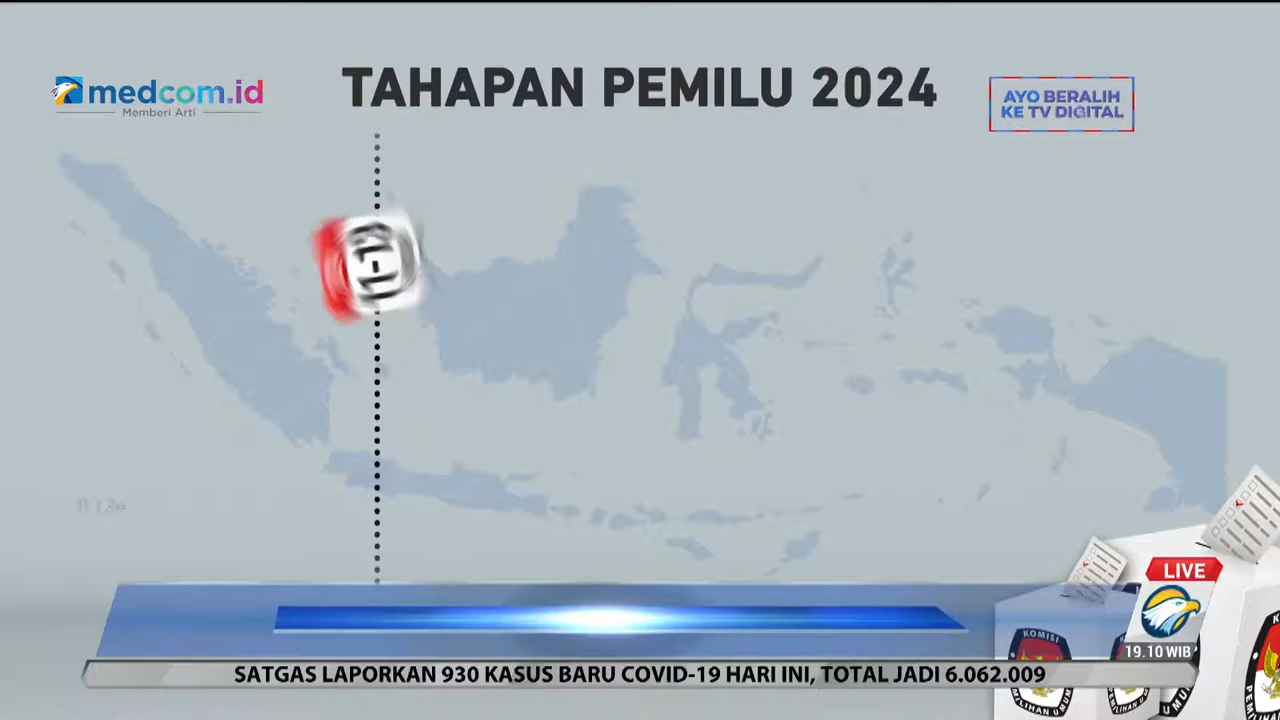 TAHAPAN PEMILU 2024
medcom.id
Memberi Arti
AYO BERALIH
KE TV DIGITAL
LIVE
19.10 WIB
KOMISI
SATGAS LAPORKAN 930 KASUS BARU COVID-19 HARI INI, TOTAL JADI 6.062.009